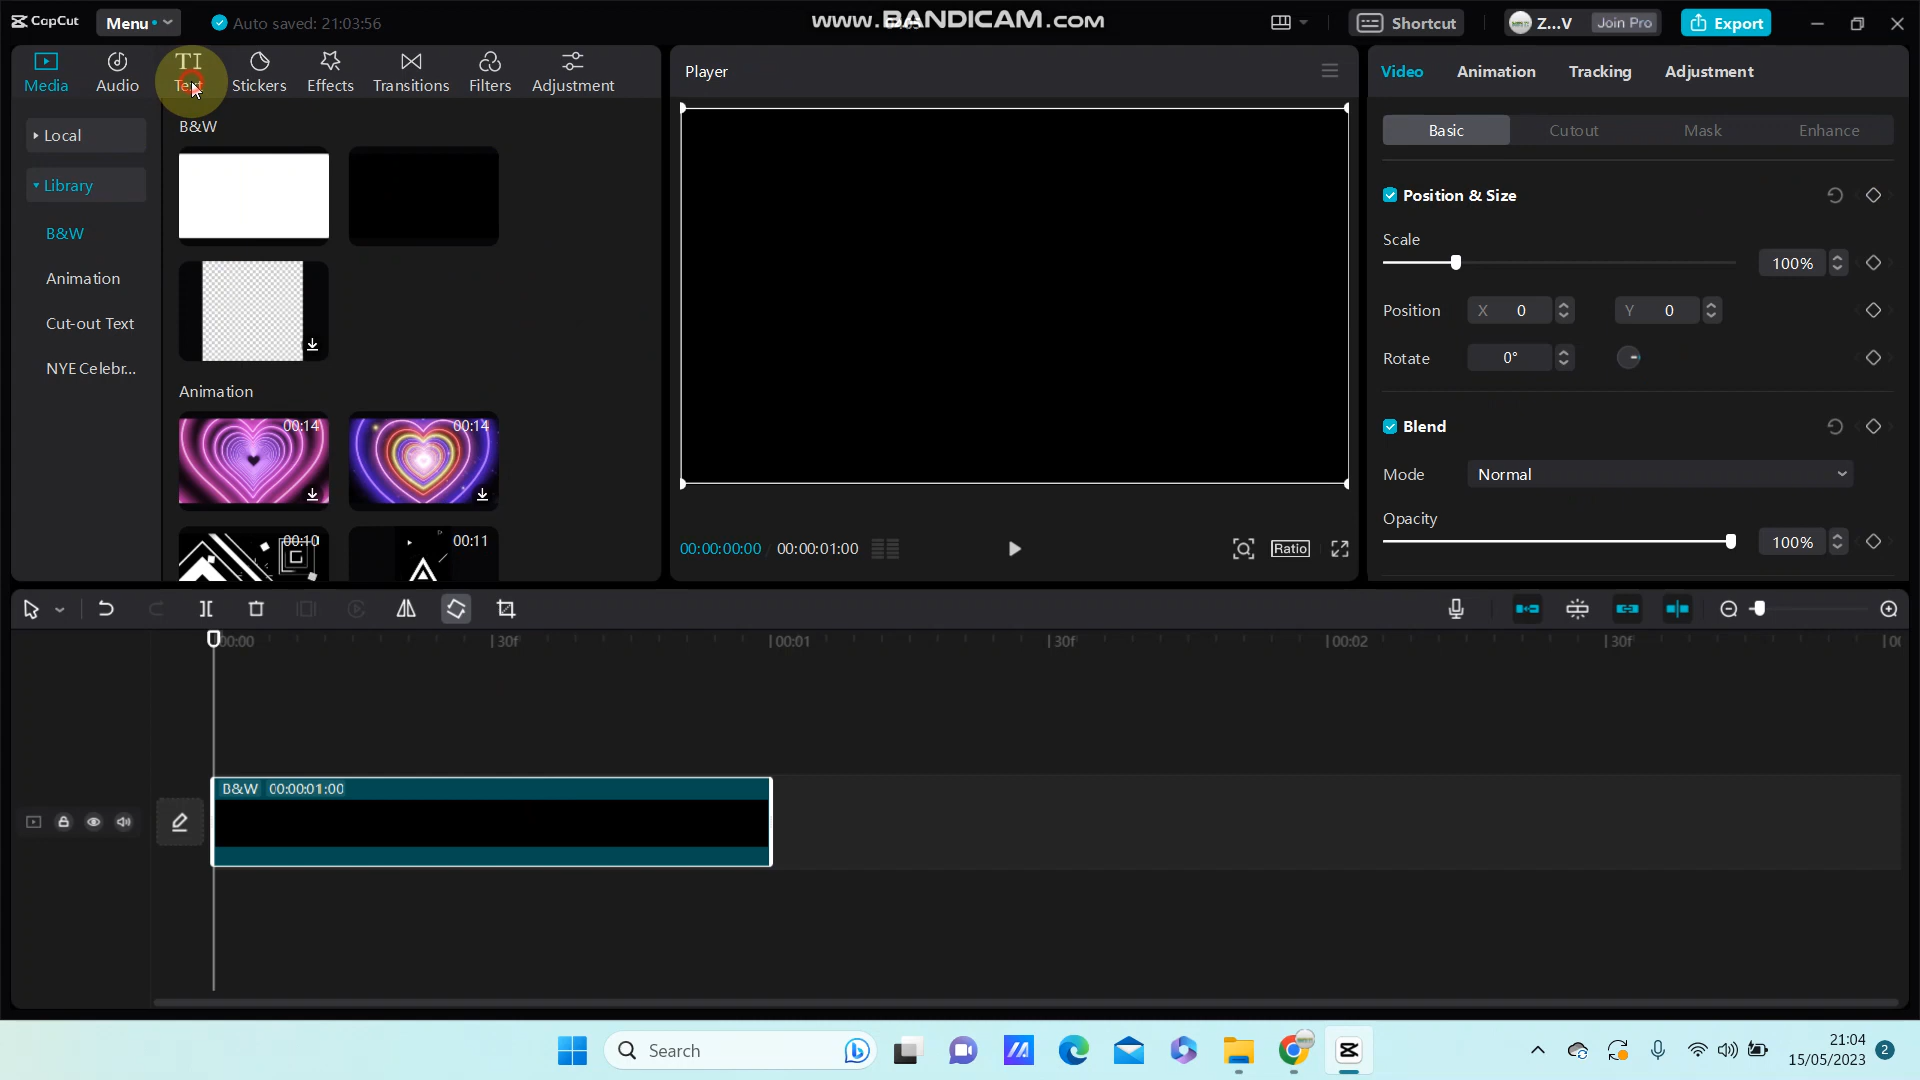 CapCut
Menu
Auto saved: 21:03:56
www.BANDICAM.com
Shortcut
Z...V
Join Pro
Export
Media
Audio
Text
Stickers
Effects
Transitions
Filters
Adjustment
Local
Library
B&W
Animation
Cut-out Text
NYE Celebr...
B&W
Animation
00:14
00:14
00:10
00:11
Player
00:00:00:00
00:00:01:00
Ratio
Video
Animation
Tracking
Adjustment
Basic
Cutout
Mask
Enhance
Position & Size
Scale
100%
Position
X 0
Y 0
Rotate
0°
Blend
Mode
Normal
Opacity
100%
00:00
30f
00:01
30f
00:02
30f
B&W 00:00:01:00
Search
21:04
15/05/2023
2